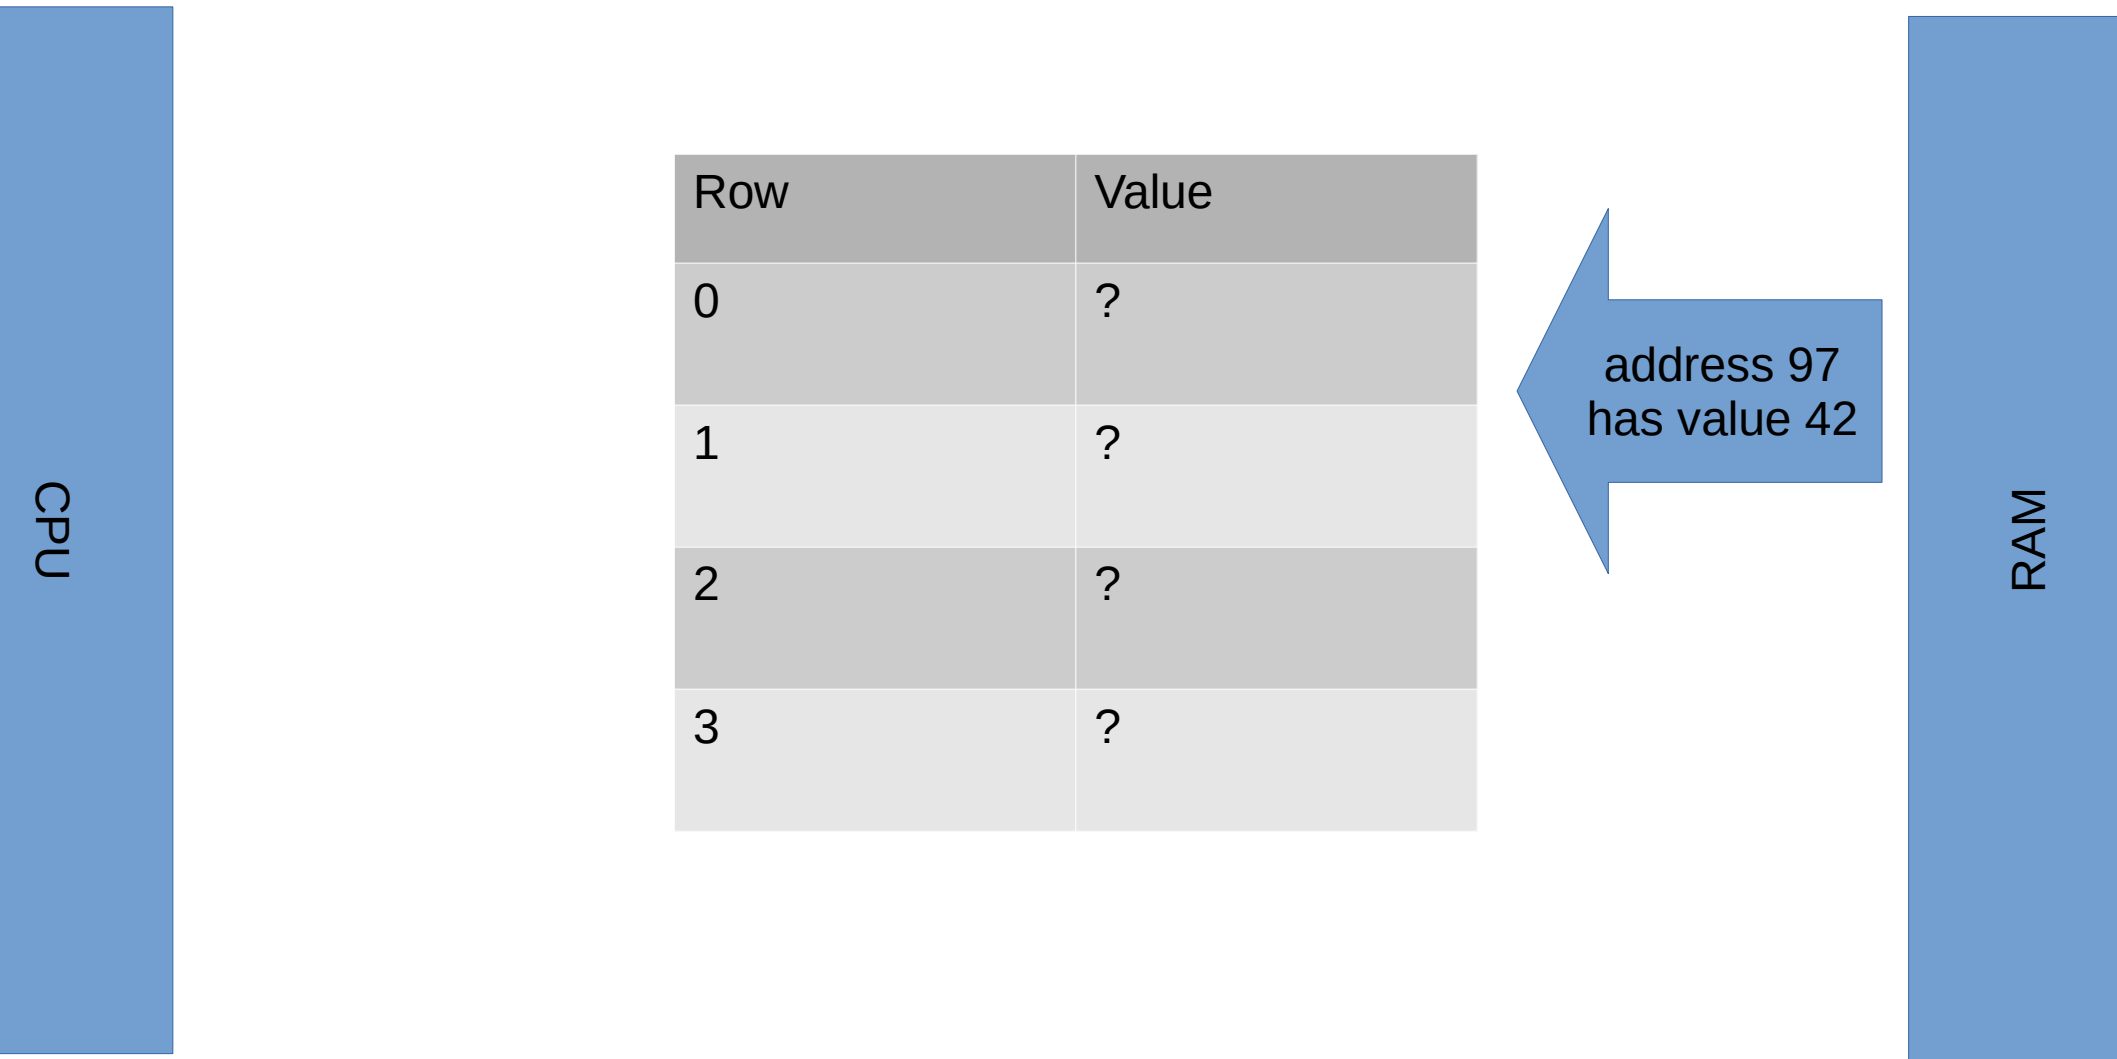 CPU
Row Value
0 ?
1 ?
2 ?
3 ?
address 97
has value 42
RAM